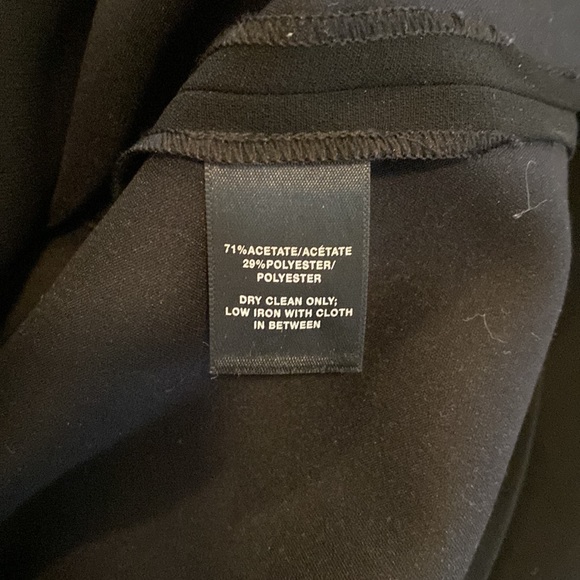 71%ACETATE/ACÉTATE
29%POLYESTER/
POLYESTER
DRY CLEAN ONLY;
LOW IRON WITH CLOTH
IN BETWEEN